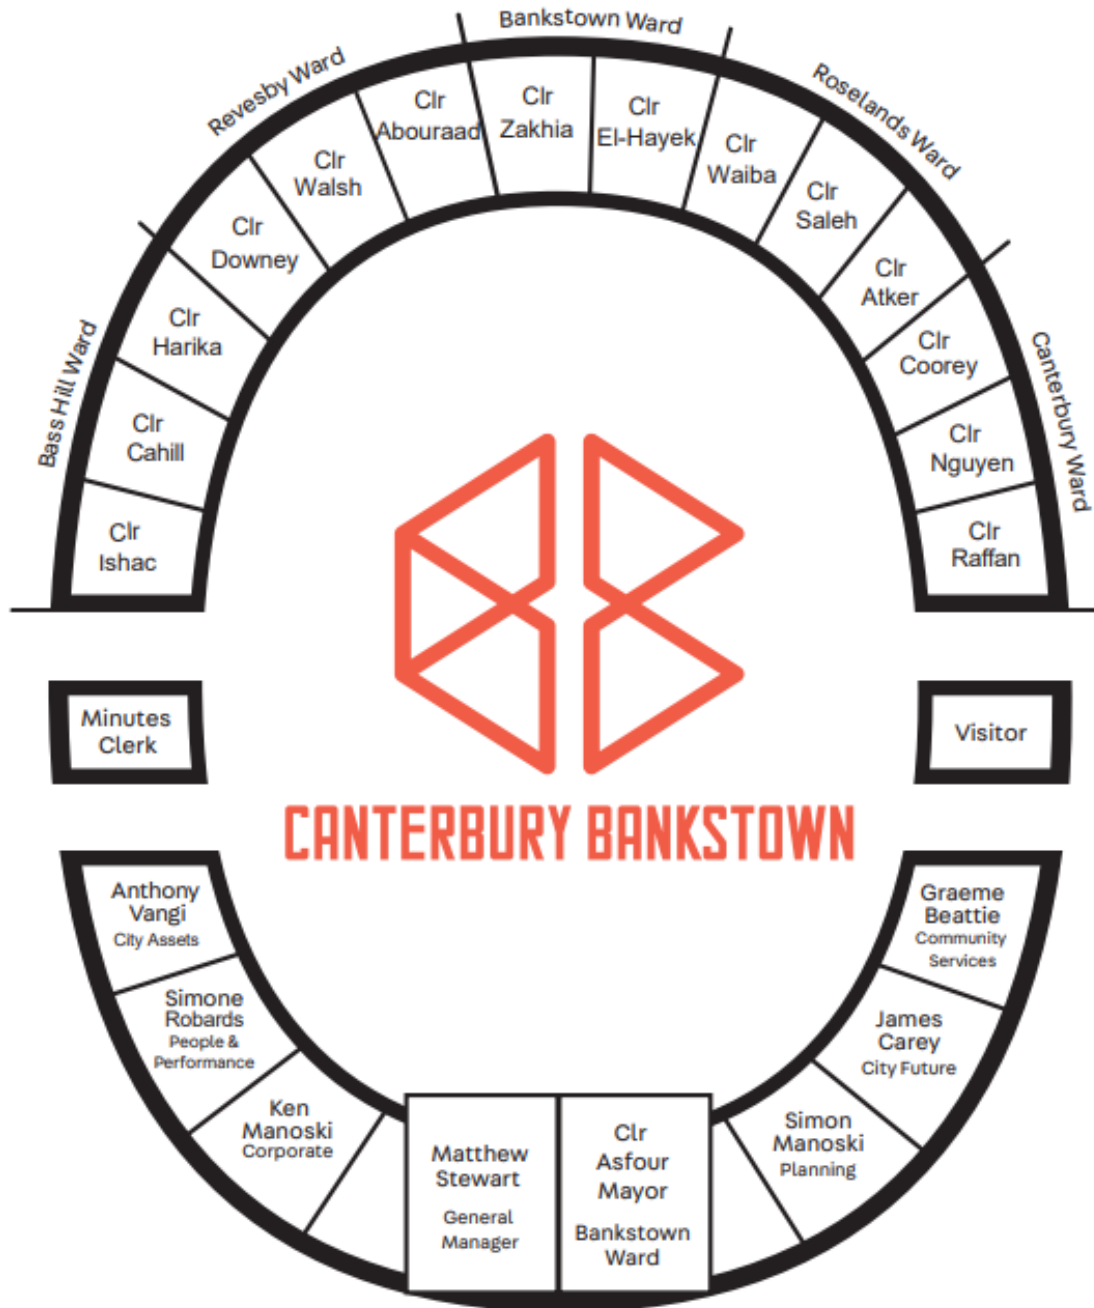 Bankstown Ward
Revesby Ward
Roselands Ward
Bass Hill Ward
Canterbury Ward
Clr
Ishac
Clr
Cahill
Clr
Harika
Clr
Downey
Clr
Walsh
Clr
Abouraad
Clr
Zakhia
Clr
El-Hayek
Clr
Waiba
Clr
Saleh
Clr
Atker
Clr
Coorey
Clr
Nguyen
Clr
Raffan
Minutes
Clerk
Visitor
CANTERBURY BANKSTOWN
Anthony
Vangi
City Assets
Simone
Robards
People &
Performance
Ken
Manoski
Corporate
Matthew
Stewart
General
Manager
Clr
Asfour
Mayor
Bankstown
Ward
Simon
Manoski
Planning
James
Carey
City Future
Graeme
Beattie
Community
Services